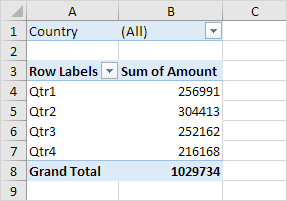 A B C
1 Country (All)
2
3 Row Labels Sum of Amount
4 Qtr1 256991
5 Qtr2 304413
6 Qtr3 252162
7 Qtr4 216168
8 Grand Total 1029734
9